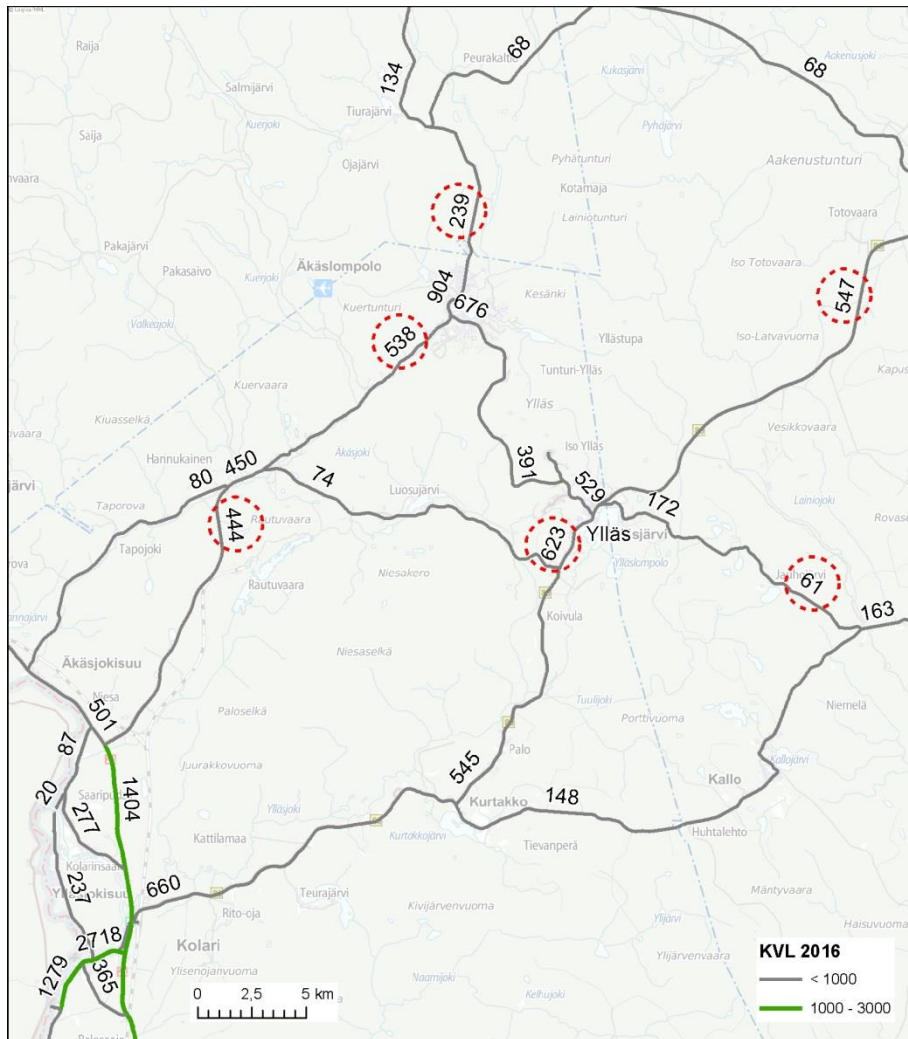 Raija
Peurakaltio
68
Kukasjärvi
68
Aakenusjoki
134
Salmijärvi
Kuerjoki
Tiurajärvi
Pyhäjärvi
Saija
Ojajärvi
Pyhätunturi
Aakenustunturi
Kotamaja
239
Lainiotunturi
Totovaara
Pakajärvi
Pakasaivo
Kuerjoki
Äkäslompolo
Iso Totovaara
904
Kesänki
547
676
Kuertunturi
Valkeajoki
538
Yllästupa
Iso-Latvavuoma
Tunturi-Ylläs
Kuervaara
Ylläs
Kiuasselkä
Vesikkovaara
Hannukainen
450
Äkäsjoki
Iso Ylläs
80
391
74
529
Luosujärvi
172
Lainiojoki
Taporova
444
Rautuvaara
623
Ylläs
sjärvi
Tapojoki
Niesakero
Ylläslompolo
Jauhojärvi
61
Rautuvaara
Koivula
163
Äkäsjokisuu
Niesaselkä
Niesa
Tuulijoki
Niemelä
501
Paloselkä
Porttivuoma
87
Palo
Juurakkovuoma
545
Kallo
Kallojärvi
20
1404
Ylläsjoki
Kurtakko
148
277
Kattilamaa
Kurtakkojärvi
Huhtalehto
Kolarinsaari
Tievanperä
237
660
Teurajärvi
Mäntyvaara
Rito-oja
Kivijärvenvuoma
2718
Kolari
Ylijärvi
Haisuvuoma
365
Ylisenojanvuoma
Ylijärvenvaara
1279
Naamijoki
Kelhujoki
0 2,5 5 km
KVL 2016
< 1000
1000 - 3000